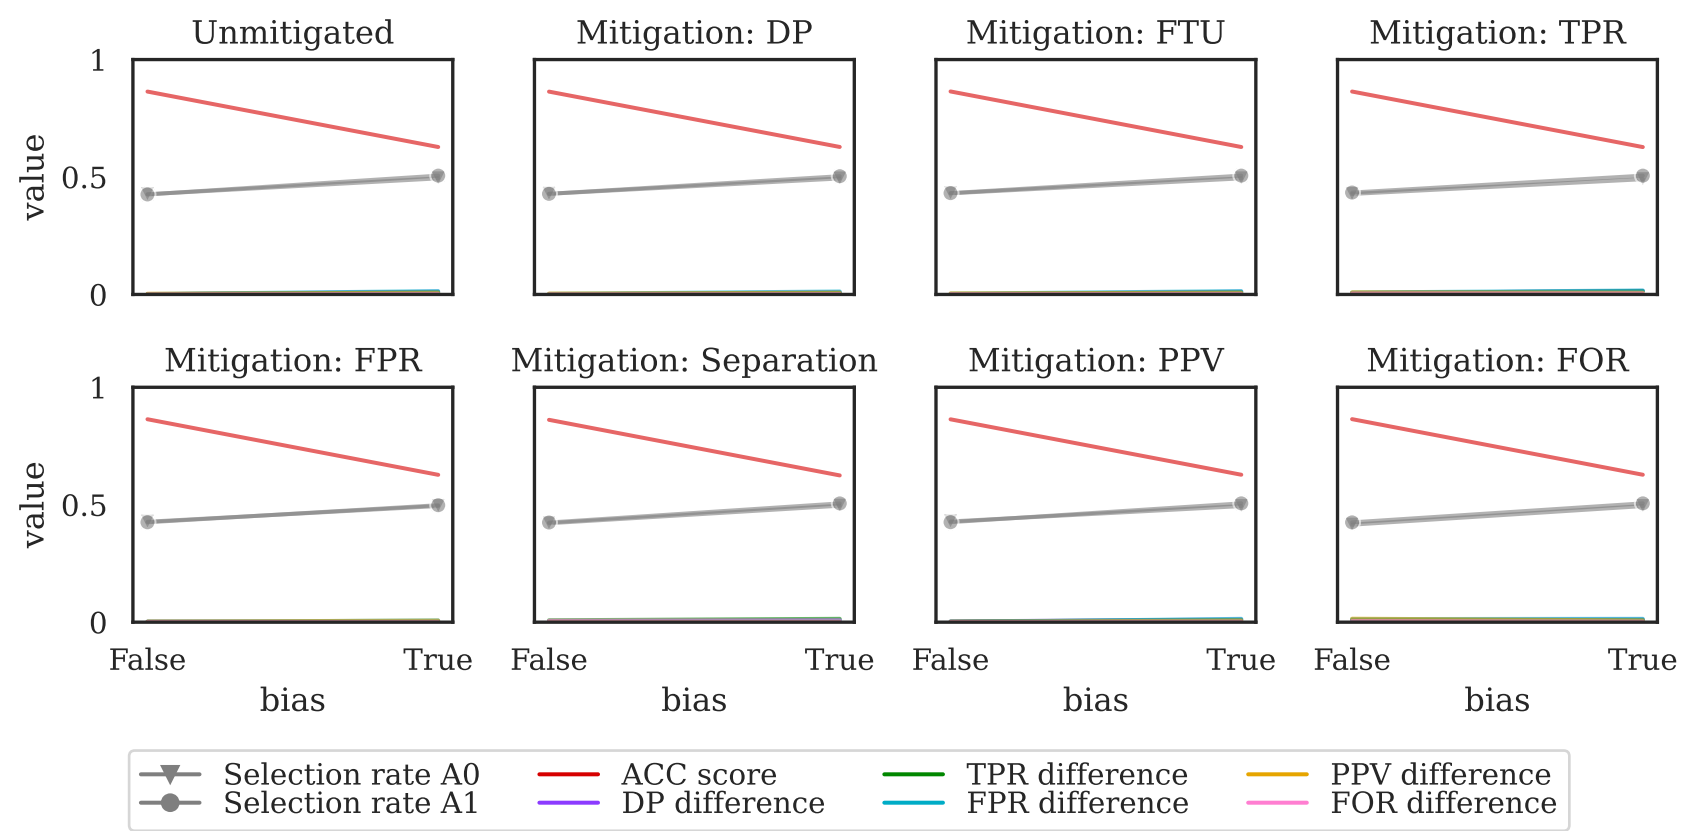 Unmitigated Mitigation: DP Mitigation: FTU Mitigation: TPR
1
0.5
0
value
Mitigation: FPR Mitigation: Separation Mitigation: PPV Mitigation: FOR
1
0.5
0
value
False True False True False True False True
bias bias bias bias
Selection rate A0 ACC score TPR difference PPV difference
Selection rate A1 DP difference FPR difference FOR difference